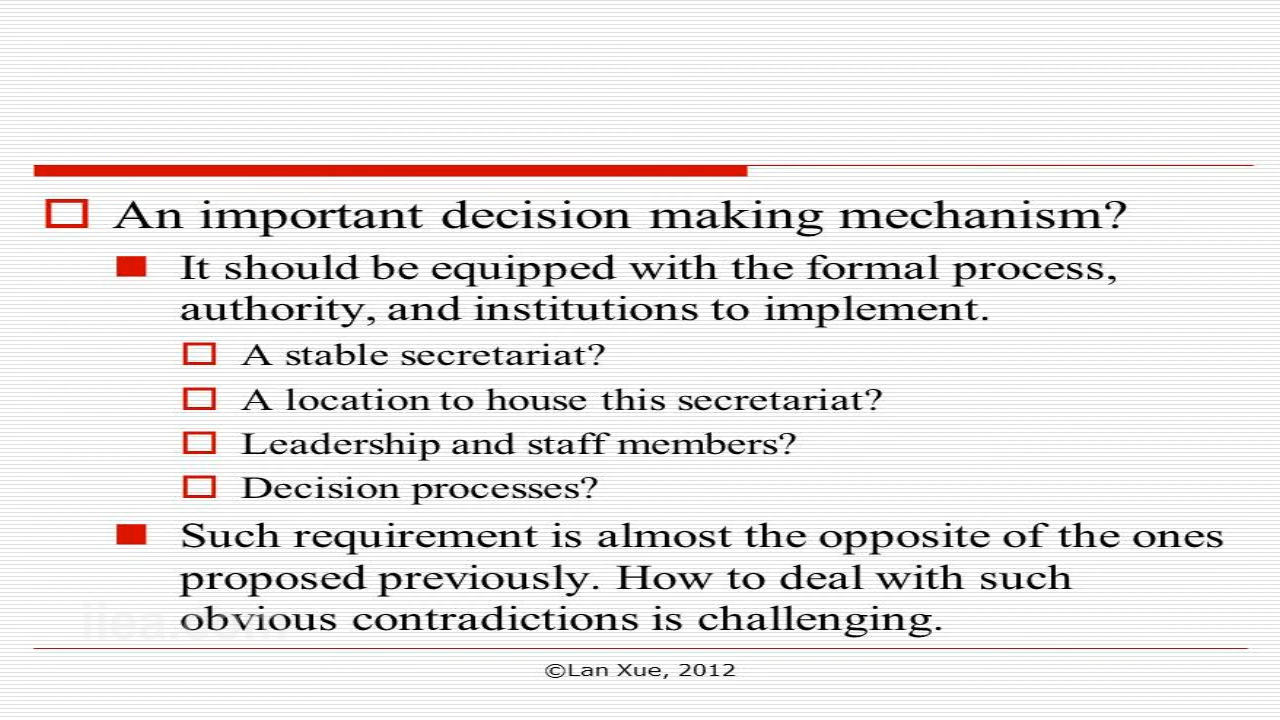 An important decision making mechanism?
It should be equipped with the formal process,
authority, and institutions to implement.
A stable secretariat?
A location to house this secretariat?
Leadership and staff members?
Decision processes?
Such requirement is almost the opposite of the ones
proposed previously. How to deal with such
obvious contradictions is challenging.
iiea.com
©Lan Xue, 2012